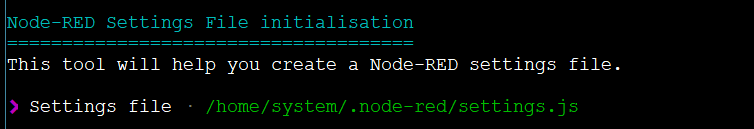 Node-RED Settings File initialisation
=====================================
This tool will help you create a Node-RED settings file.
❯ Settings file · /home/system/.node-red/settings.js